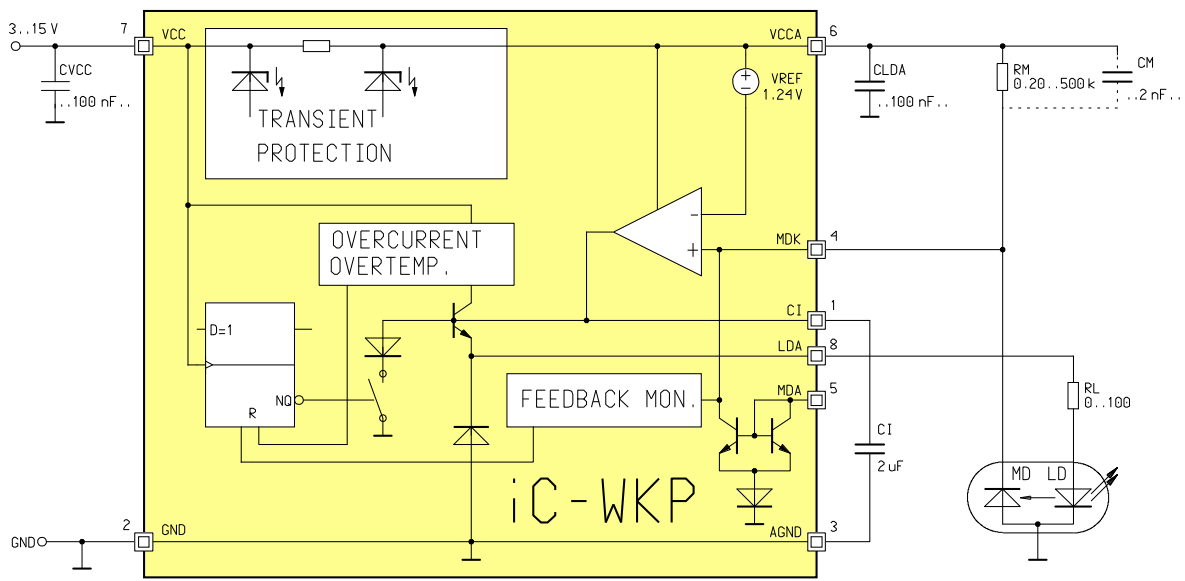 3..15 V
7
VCC
VCCA
6
CVCC
..100 nF..
TRANSIENT
PROTECTION
+
−
VREF
1.24V
CLDA
..100 nF..
RM
0.20..500 k
CM
..2 nF..
−
+
OVERCURRENT
OVERTEMP.
MDK
4
CI
1
LDA
8
D=1
NQ
R
FEEDBACK MON.
MDA
5
RL
0..100
CI
2 uF
MD LD
iC-WKP
GND
2
GND
AGND
3